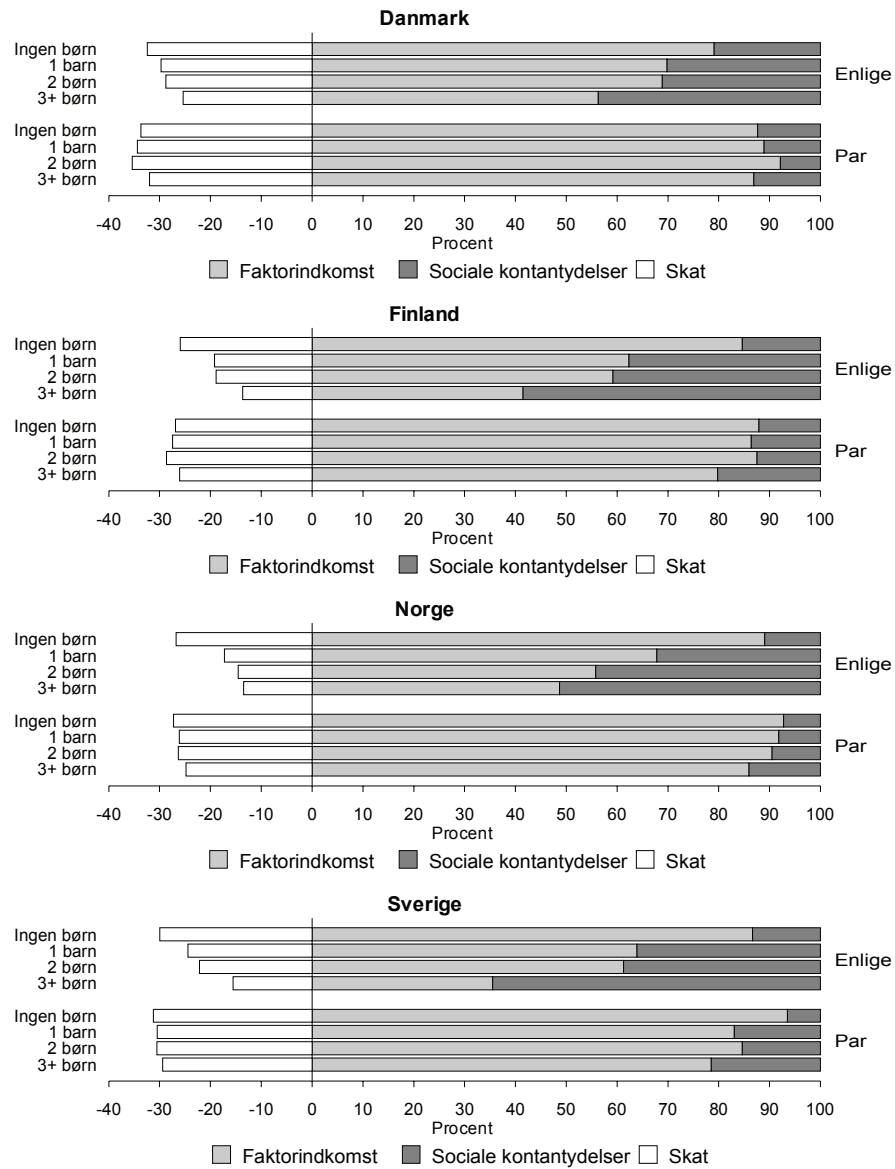 Danmark
Ingen børn
1 barn
2 børn
3+ børn
Enlige
Ingen børn
1 barn
2 børn
3+ børn
Par
-40 -30 -20 -10 0 10 20 30 40 50 60 70 80 90 100
Procent
Faktorindkomst Sociale kontantydelser Skat
Finland
Ingen børn
1 barn
2 børn
3+ børn
Enlige
Ingen børn
1 barn
2 børn
3+ børn
Par
-40 -30 -20 -10 0 10 20 30 40 50 60 70 80 90 100
Procent
Faktorindkomst Sociale kontantydelser Skat
Norge
Ingen børn
1 barn
2 børn
3+ børn
Enlige
Ingen børn
1 barn
2 børn
3+ børn
Par
-40 -30 -20 -10 0 10 20 30 40 50 60 70 80 90 100
Procent
Faktorindkomst Sociale kontantydelser Skat
Sverige
Ingen børn
1 barn
2 børn
3+ børn
Enlige
Ingen børn
1 barn
2 børn
3+ børn
Par
-40 -30 -20 -10 0 10 20 30 40 50 60 70 80 90 100
Procent
Faktorindkomst Sociale kontantydelser Skat